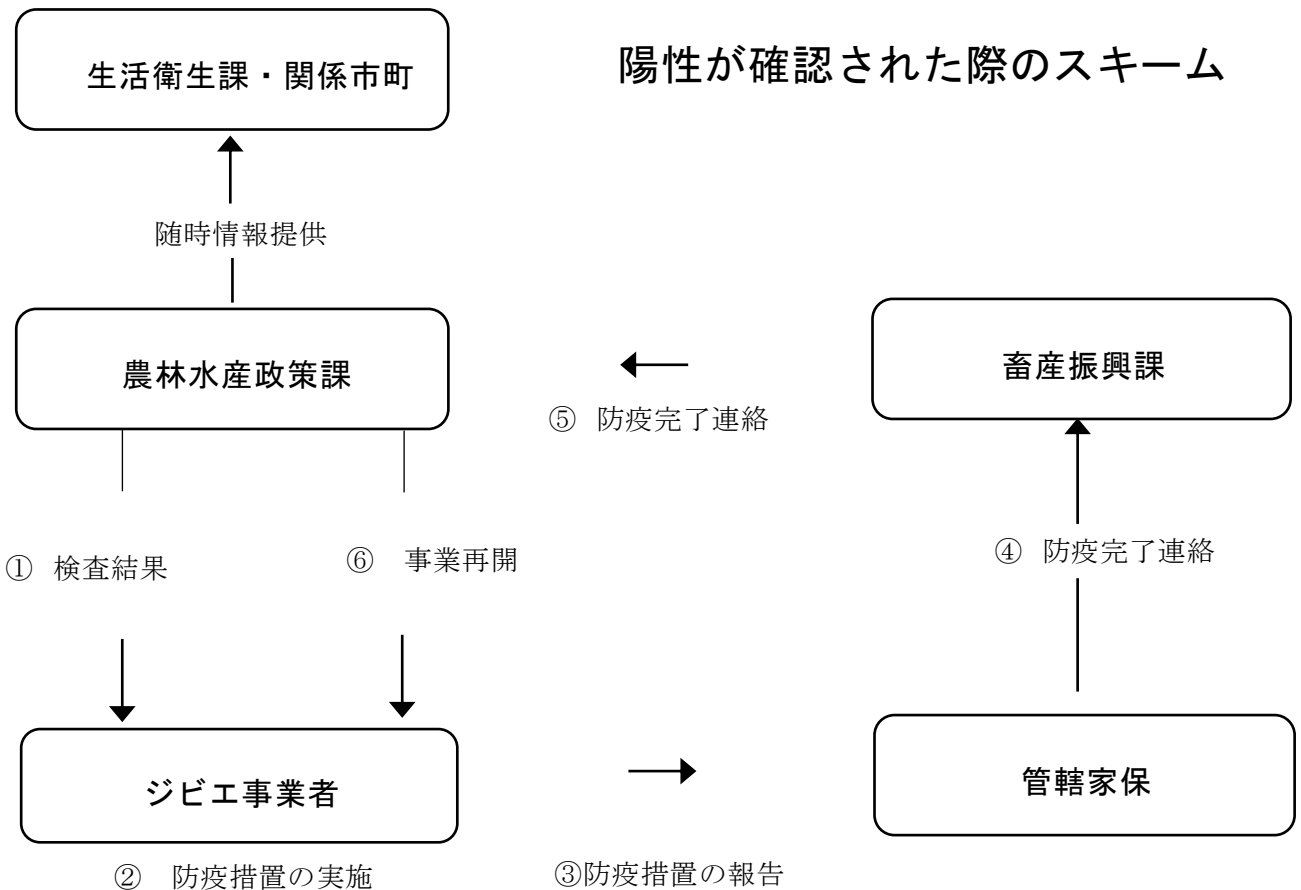 陽性が確認された際のスキーム
生活衛生課・関係市町
随時情報提供
農林水産政策課
畜産振興課
⑤ 防疫完了連絡
① 検査結果
⑥ 事業再開
④ 防疫完了連絡
ジビエ事業者
管轄家保
② 防疫措置の実施
③防疫措置の報告